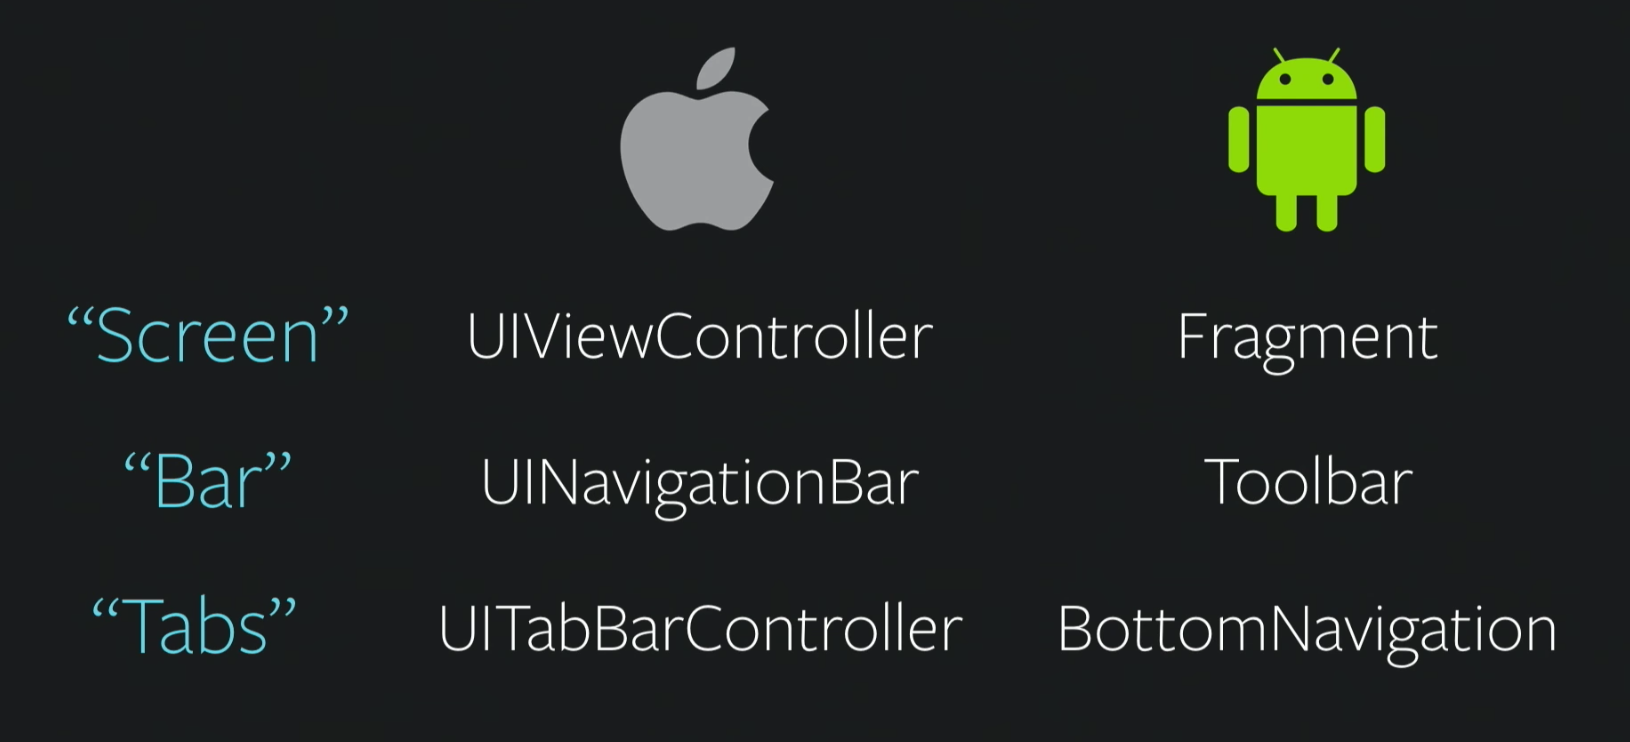 “Screen” UIViewController Fragment
“Bar” UINavigationBar Toolbar
“Tabs” UITabBarController BottomNavigation